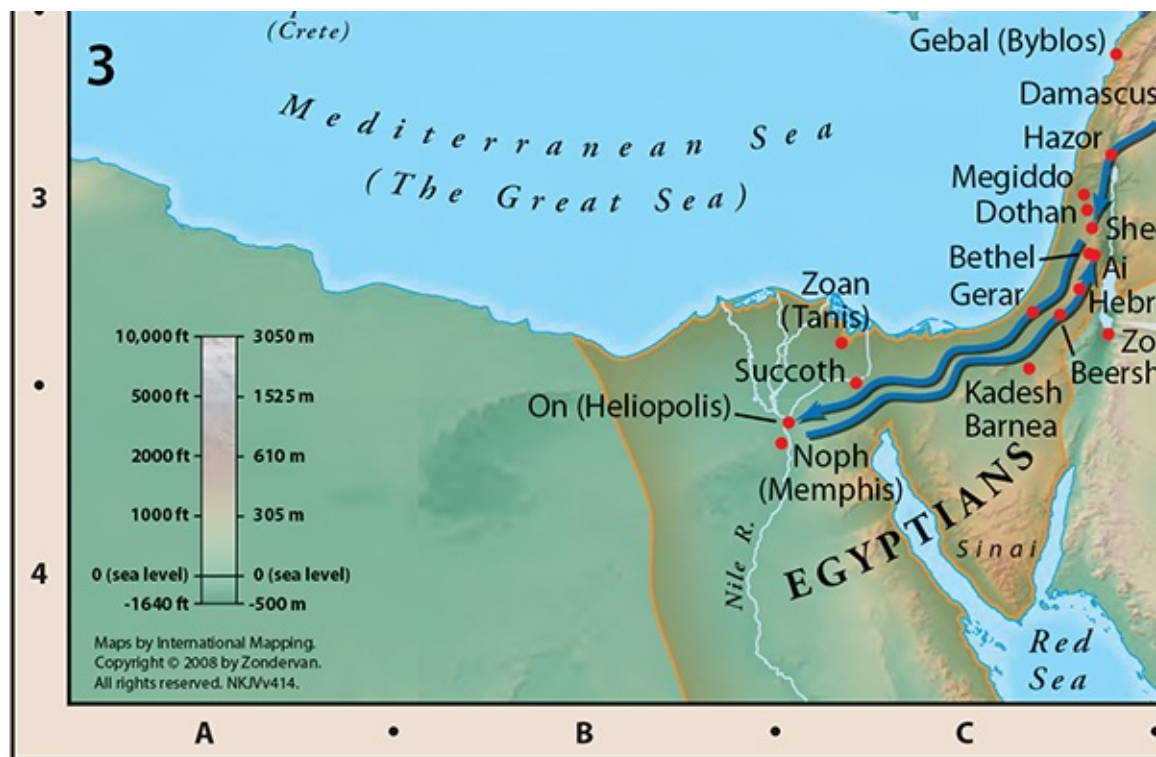 (Crete)
3
Mediterranean Sea
(The Great Sea)
Gebal (Byblos)
Damascus
Hazor
Megiddo
Dothan
Bethel
Ai
Gerar
Zoan
(Tanis)
Succoth
On (Heliopolis)
Kadesh
Barnea
Noph
(Memphis)
EGYPTIANS
Sinai
Nile R.
Red
Sea
10,000 ft 3050 m
5000 ft 1525 m
2000 ft 610 m
1000 ft 305 m
0 (sea level) 0 (sea level)
-1640 ft -500 m
Maps by International Mapping.
Copyright © 2008 by Zondervan.
All rights reserved. NKJVv414.
3
4
A
B
C